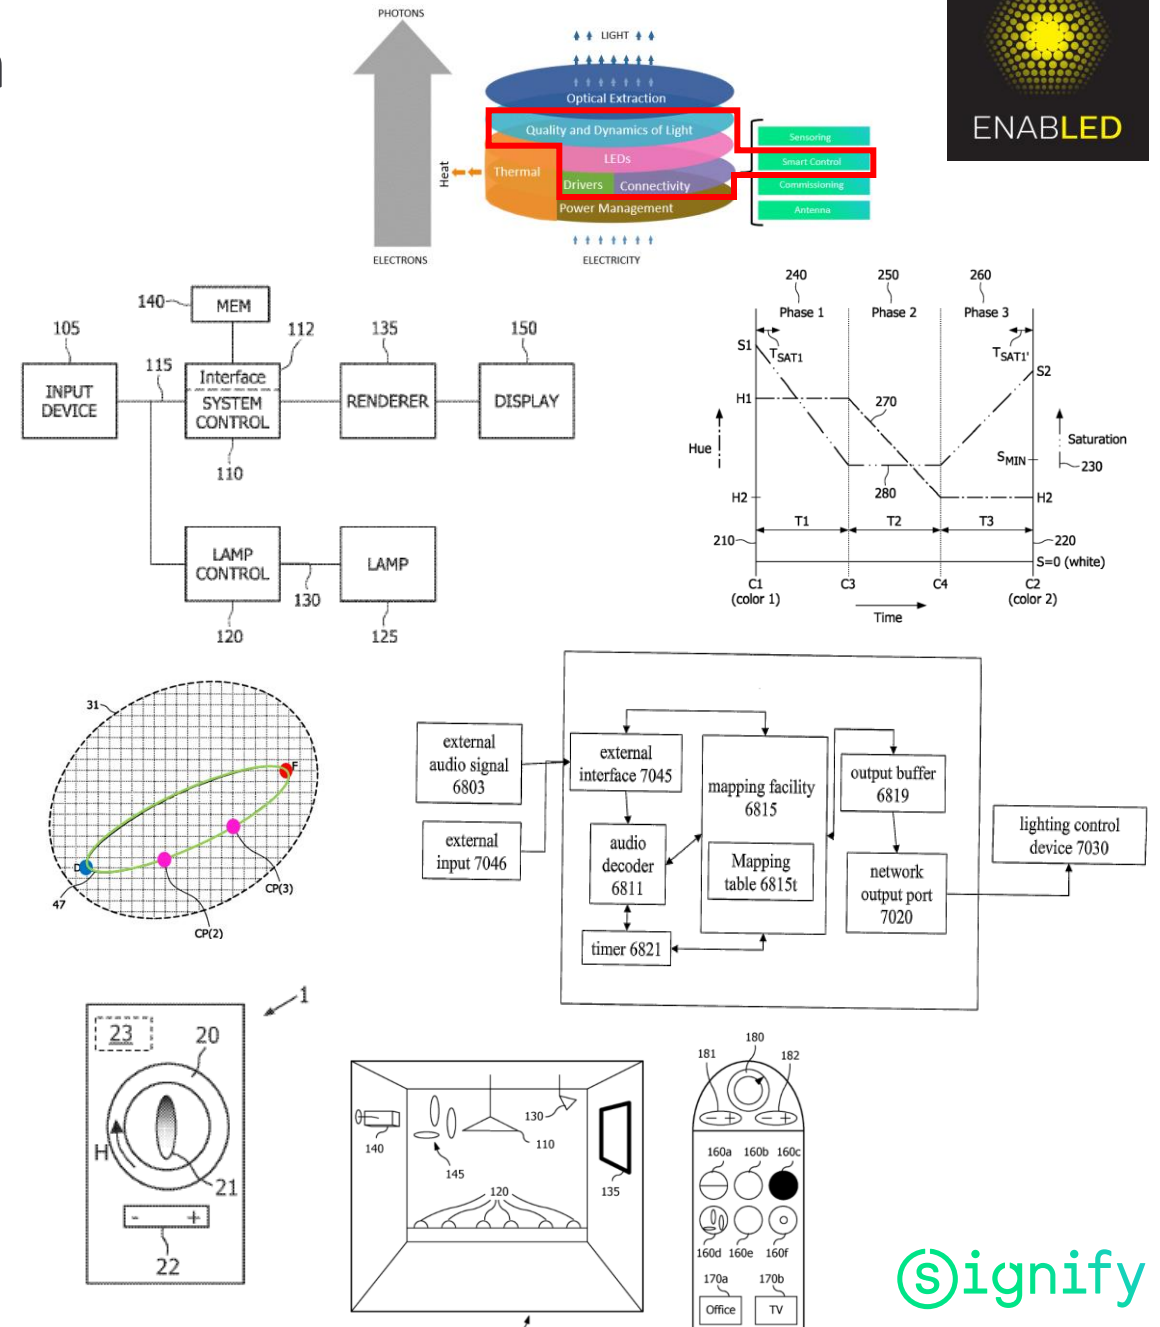 PHOTONS
LIGHT
Optical Extraction
Quality and Dynamics of Light
LEDs
Thermal
Heat
Drivers
Connectivity
Power Management
ELECTRONS
ELECTRICITY
Sensoring
Smart Control
Commissioning
Antenna
ENABLED
140
MEM
105
112
135
150
115
INPUT
DEVICE
Interface
SYSTEM
CONTROL
RENDERER
DISPLAY
110
LAMP
CONTROL
LAMP
130
120
125
240
250
260
Phase 1
Phase 2
Phase 3
TSAT1
TSAT1'
S1
S2
H1
270
Hue
Saturation
SMIN
230
280
H2
H2
T1
T2
T3
210
220
S=0 (white)
C1
C3
C4
C2
(color 1)
(color 2)
Time
31
F
D
47
CP(3)
CP(2)
external
audio signal
6803
external
input 7046
external
interface 7045
audio
decoder
6811
timer 6821
mapping facility
6815
Mapping
table 6815t
output buffer
6819
network
output port
7020
lighting control
device 7030
1
23
20
H
21
- +
22
130
140
110
145
135
120
180
181
182
- +
- +
160a
160b
160c
160d
160e
160f
170a
170b
Office
TV
signify